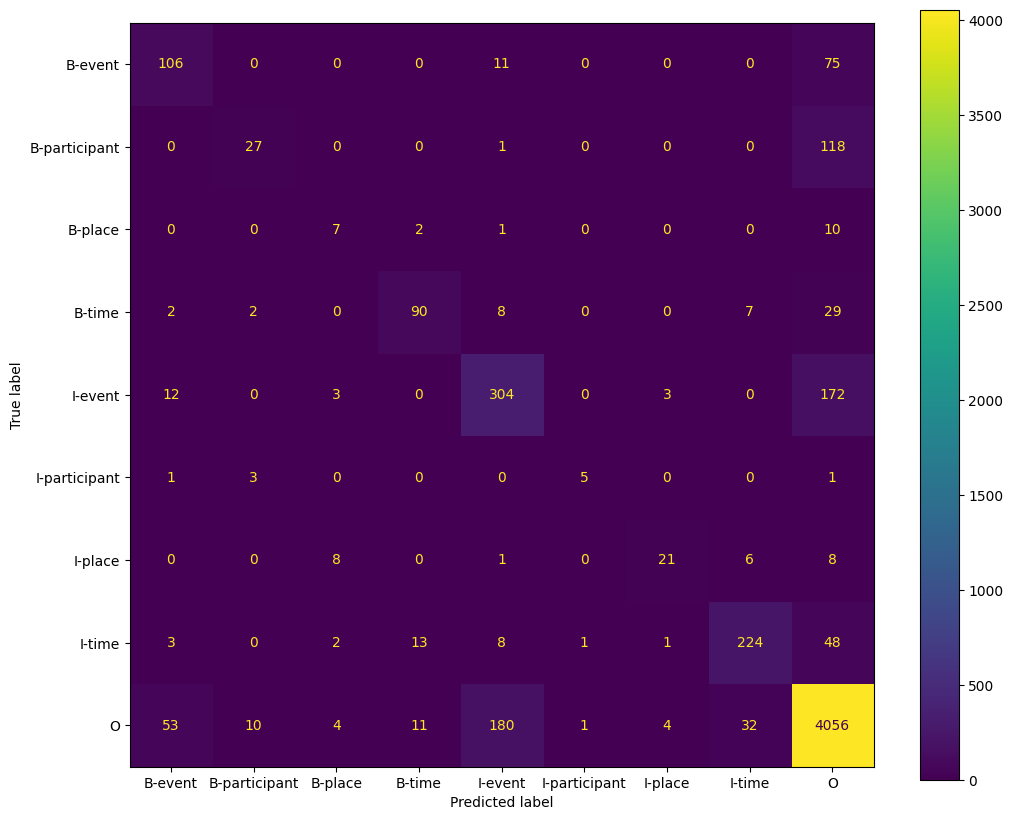 B-event 106 0 0 0 11 0 0 0 75
B-participant 0 27 0 0 1 0 0 0 118
B-place 0 0 7 2 1 0 0 0 10
B-time 2 2 0 90 8 0 0 7 29
I-event 12 0 3 0 304 0 3 0 172
I-participant 1 3 0 0 0 5 0 0 1
I-place 0 0 8 0 1 0 21 6 8
I-time 3 0 2 13 8 1 1 224 48
O 53 10 4 11 180 1 4 32 4056
B-event B-participant B-place B-time I-event I-participant I-place I-time O
Predicted label
True label
4000
3500
3000
2500
2000
1500
1000
500
0